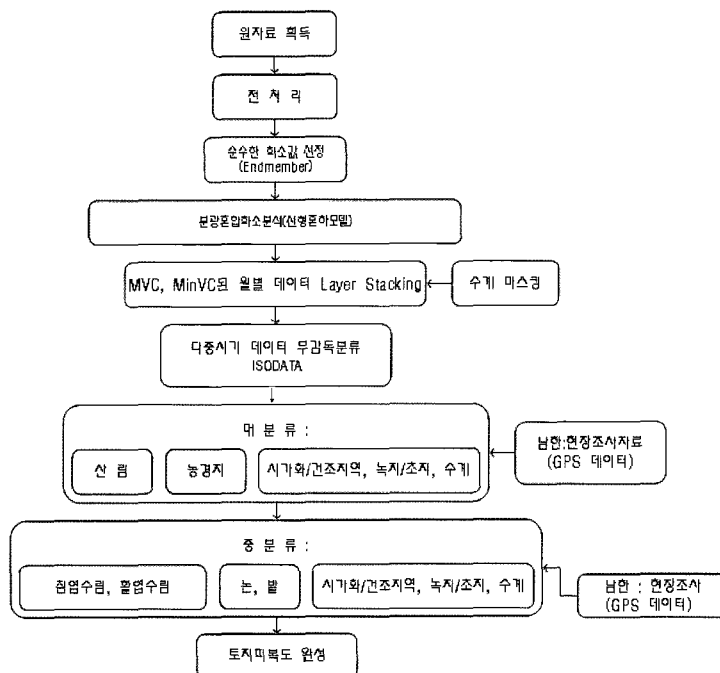 원자료 획득
전 처 리
순수한 화소값 선정
(Endmember)
분광혼합화소분석(선형혼하모델)
MVC, MinVC된 월별 데이터 Layer Stacking
수계 마스킹
다중시기 데이터 무감독분류
ISODATA
대 분 류 :
산 림
농경지
시가화/건조지역, 녹지/초지, 수계
남한:현장조사자료
(GPS 데이터)
중 분 류 :
침엽수림, 활엽수림
논, 밭
시가화/건조지역, 녹지/초지, 수계
남한 : 현장조사
(GPS 데이터)
토지피복도 완성